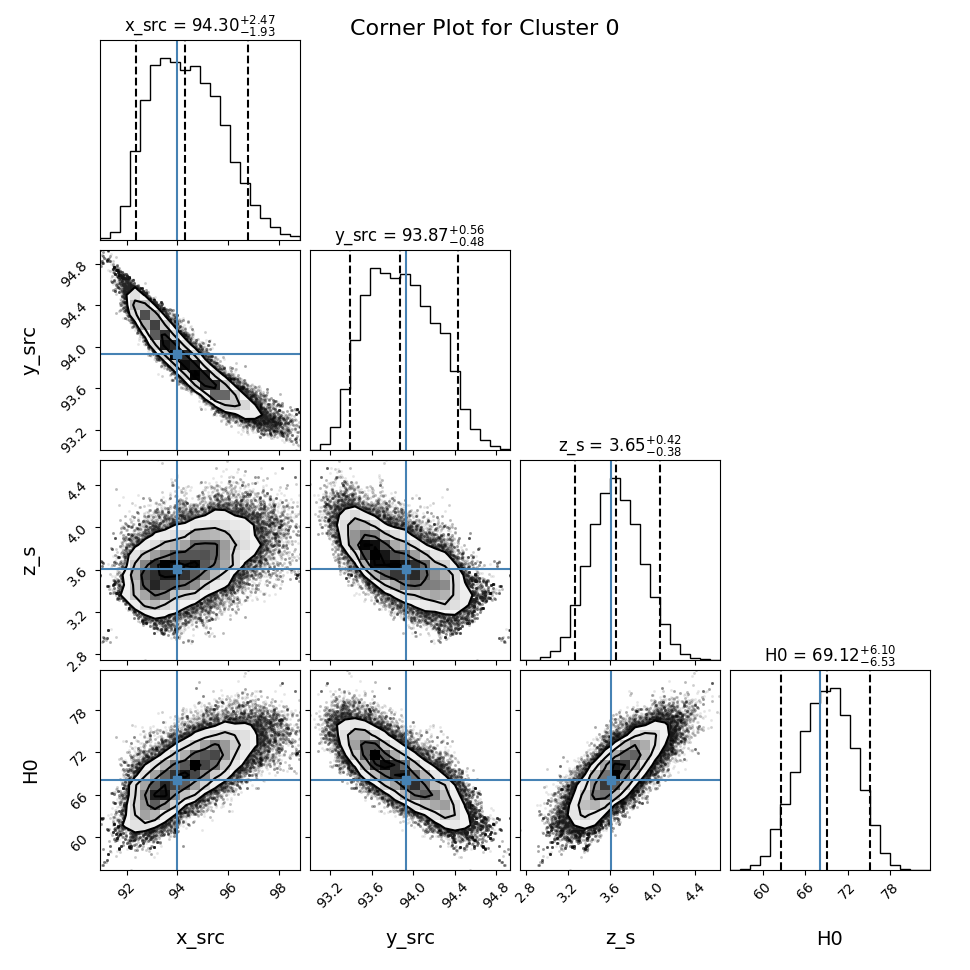 Corner Plot for Cluster 0
x_src = 94.30+2.47−1.93
y_src = 93.87+0.56−0.48
z_s = 3.65+0.42−0.38
H0 = 69.12+6.10−6.53
94.8
94.4
94.0
93.6
93.2
y_src
4.4
4.0
3.6
3.2
2.8
z_s
78
72
66
60
H0
92 94 96 98
93.2 93.6 94.0 94.4 94.8
2.8 3.2 3.6 4.0 4.4
60 66 72 78
x_src y_src z_s H0